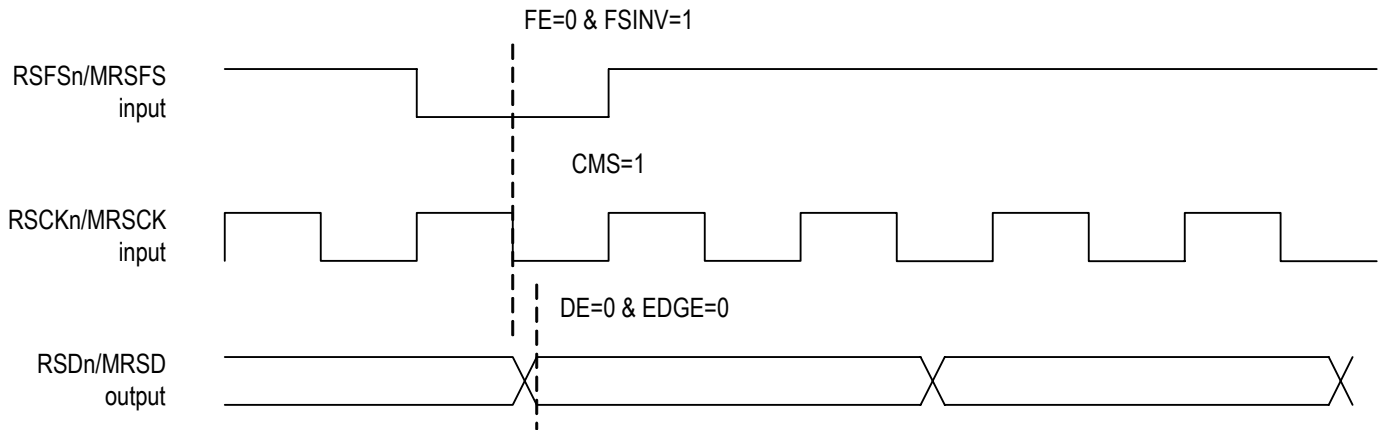 FE=0 & FSINV=1
RSFSn/MRSFS
input
CMS=1
RSCKn/MRSCK
input
DE=0 & EDGE=0
RSDn/MRSD
output